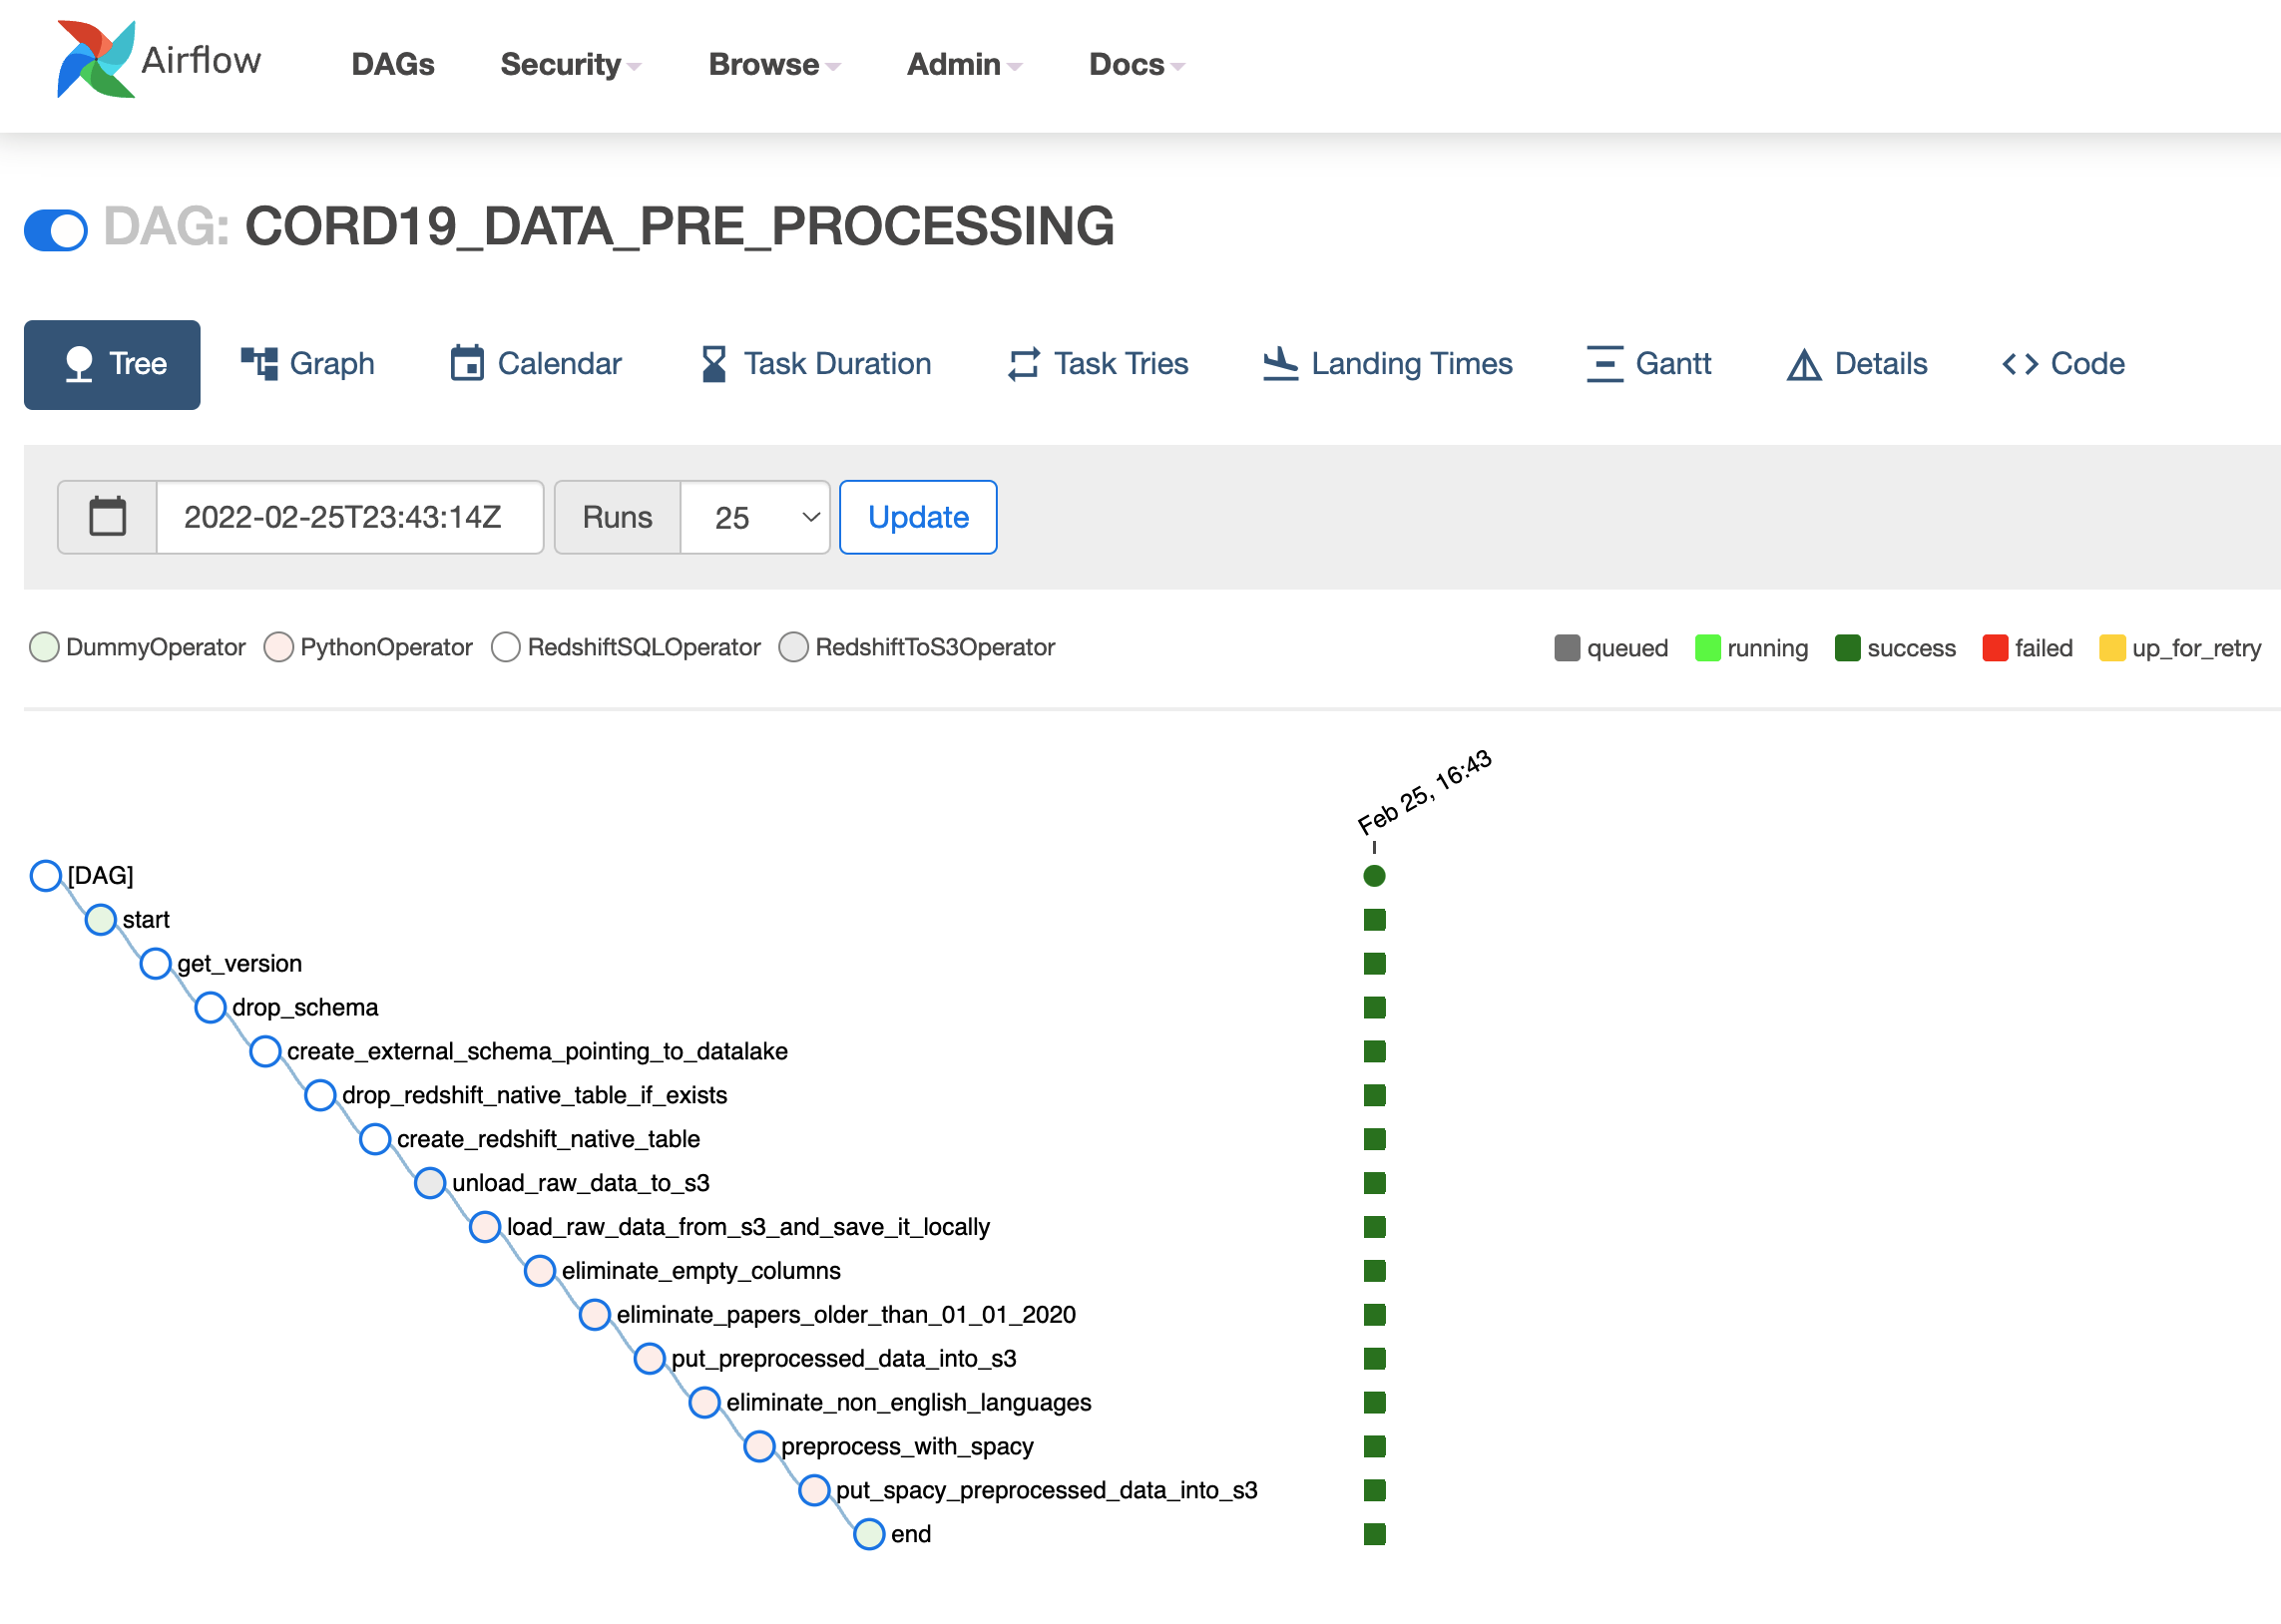 Airflow DAGs Security Browse Admin Docs
DAG: CORD19_DATA_PRE_PROCESSING
Tree Graph Calendar Task Duration Task Tries Landing Times Gantt Details Code
2022-02-25T23:43:14Z Runs 25 Update
DummyOperator PythonOperator RedshiftSQLOperator RedshiftToS3Operator queued running success failed up_for_retry
Feb 25, 16:43
[DAG]
start
get_version
drop_schema
create_external_schema_pointing_to_datalake
drop_redshift_native_table_if_exists
create_redshift_native_table
unload_raw_data_to_s3
load_raw_data_from_s3_and_save_it_locally
eliminate_empty_columns
eliminate_papers_older_than_01_01_2020
put_preprocessed_data_into_s3
eliminate_non_english_languages
preprocess_with_spacy
put_spacy_preprocessed_data_into_s3
end